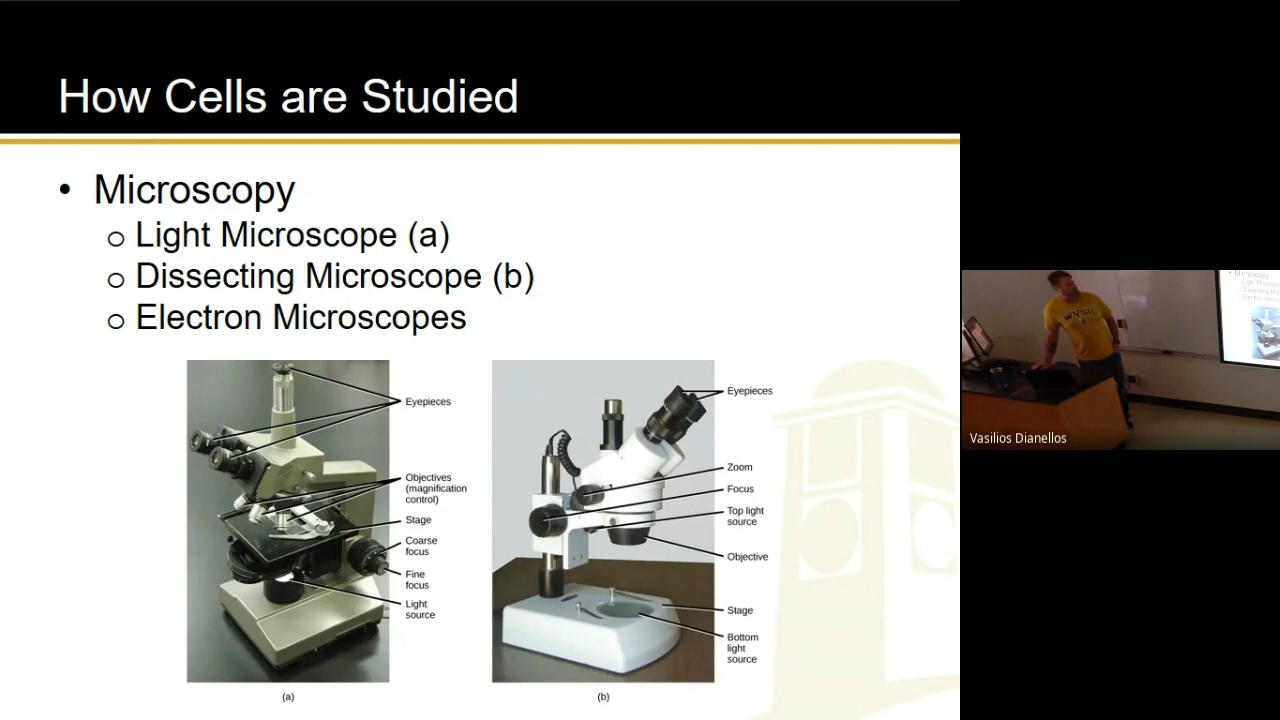 How Cells are Studied
• Microscopy
o Light Microscope (a)
o Dissecting Microscope (b)
o Electron Microscopes
Eyepieces
Objectives
(magnification
control)
Stage
Coarse
focus
Fine
focus
Light
source
(a)
Eyepieces
Zoom
Focus
Top light
source
Objective
Stage
Bottom
light
source
(b)
Microscopy
Vasilios Dianellos